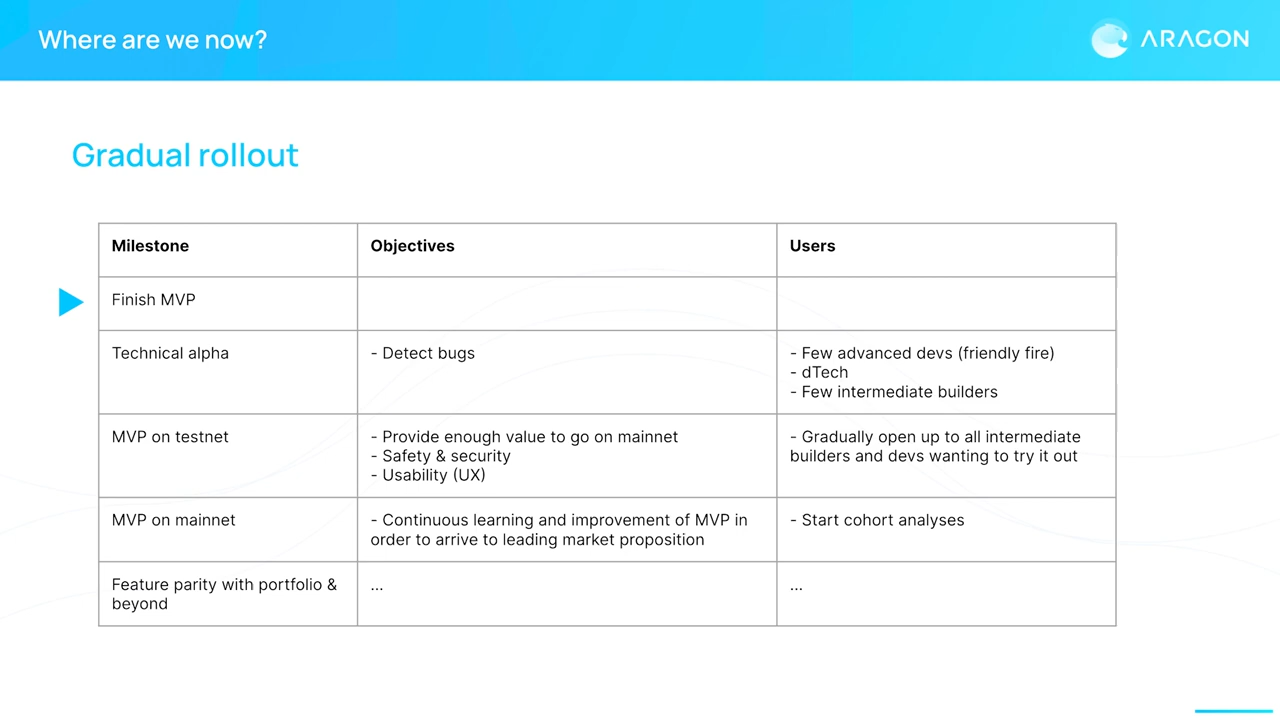 Where are we now?
ARAGON
Gradual rollout
Milestone
Objectives
Users
Finish MVP
Technical alpha
- Detect bugs
- Few advanced devs (friendly fire)
- dTech
- Few intermediate builders
MVP on testnet
- Provide enough value to go on mainnet
- Safety & security
- Usability (UX)
- Gradually open up to all intermediate
builders and devs wanting to try it out
MVP on mainnet
- Continuous learning and improvement of MVP in
order to arrive to leading market proposition
- Start cohort analyses
Feature parity with portfolio &
beyond
...
...